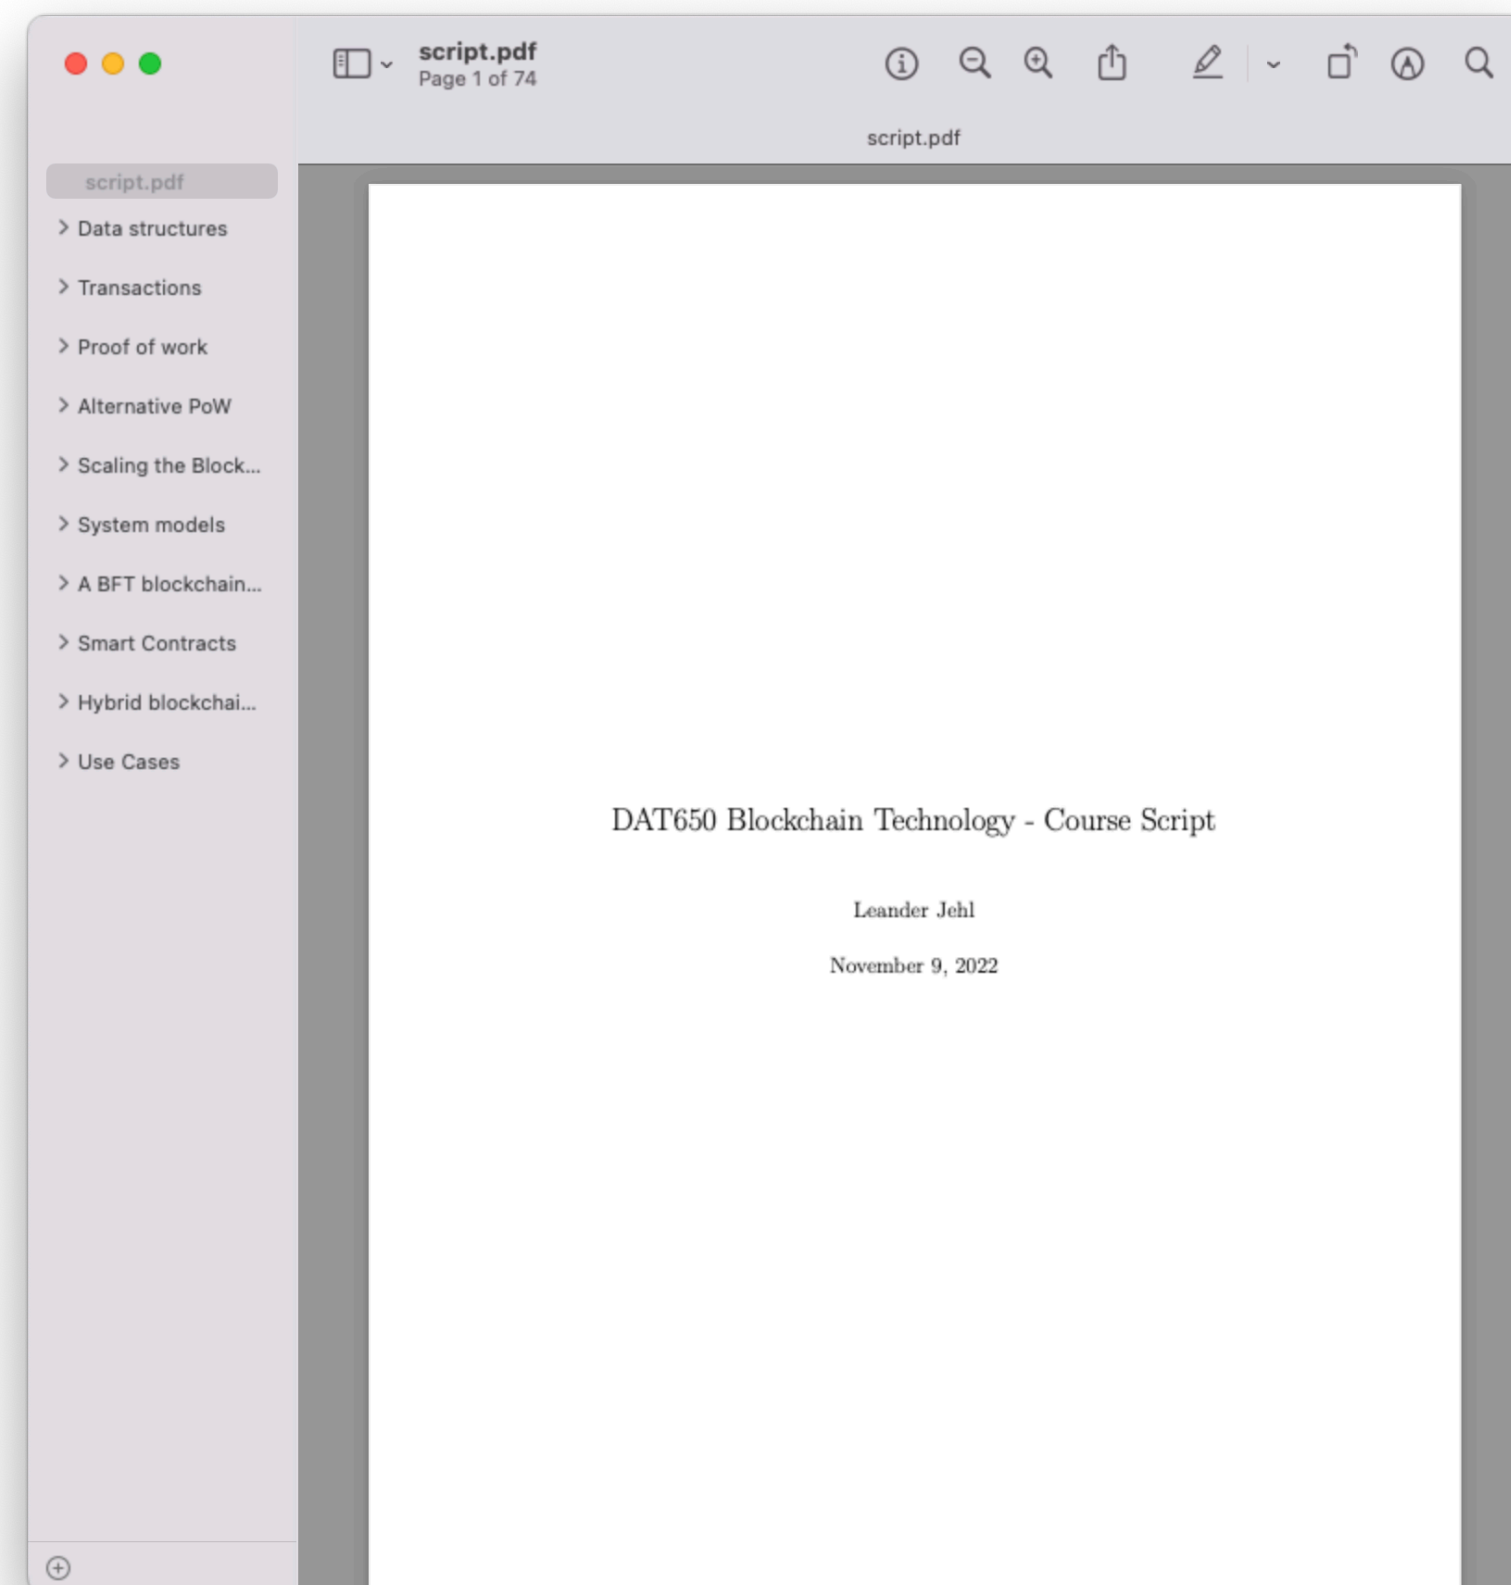 script.pdf
Page 1 of 74
script.pdf
script.pdf
Data structures
Transactions
Proof of work
Alternative PoW
Scaling the Block...
System models
A BFT blockchain...
Smart Contracts
Hybrid blockchai...
Use Cases
DAT650 Blockchain Technology - Course Script
Leander Jehl
November 9, 2022